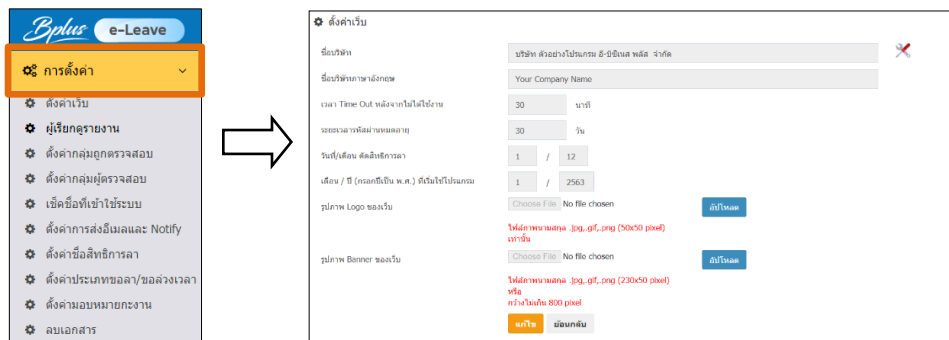 Bplus e-Leave
การตั้งค่า
ตั้งค่าเว็บ
ผู้เรียกดูรายงาน
ตั้งค่ากลุ่มถูกตรวจสอบ
ตั้งค่ากลุ่มผู้ตรวจสอบ
เช็คชื่อที่เข้าใช้ระบบ
ตั้งค่าการส่งอีเมลและ Notify
ตั้งค่าชื่อสิทธิการลา
ตั้งค่าประเภทขอลา/ขอล่วงเวลา
ตั้งค่ามอบหมายกะงาน
ลบเอกสาร
ตั้งค่าเว็บ
ชื่อบริษัท บริษัท ตัวอย่างโปรแกรม อี-บิซิเนส พลัส จำกัด
ชื่อบริษัทภาษาอังกฤษ Your Company Name
เวลา Time Out หลังจากไม่ได้ใช้งาน 30 นาที
ระยะเวลารหัสผ่านหมดอายุ 30 วัน
วันที่/เดือน ตัดสิทธิการลา 1 / 12
เดือน / ปี (กรอกปีเป็น พ.ศ.) ที่เริ่มใช้โปรแกรม 1 / 2563
รูปภาพ Logo ของเว็บ Choose File No file chosen อัปโหลด
ไฟล์ภาพนามสกุล .jpg,.gif,.png (50x50 pixel)
เท่านั้น
รูปภาพ Banner ของเว็บ Choose File No file chosen อัปโหลด
ไฟล์ภาพนามสกุล .jpg,.gif,.png (230x50 pixel)
หรือ
กว้างไม่เกิน 800 pixel
แก้ไข ย้อนกลับ